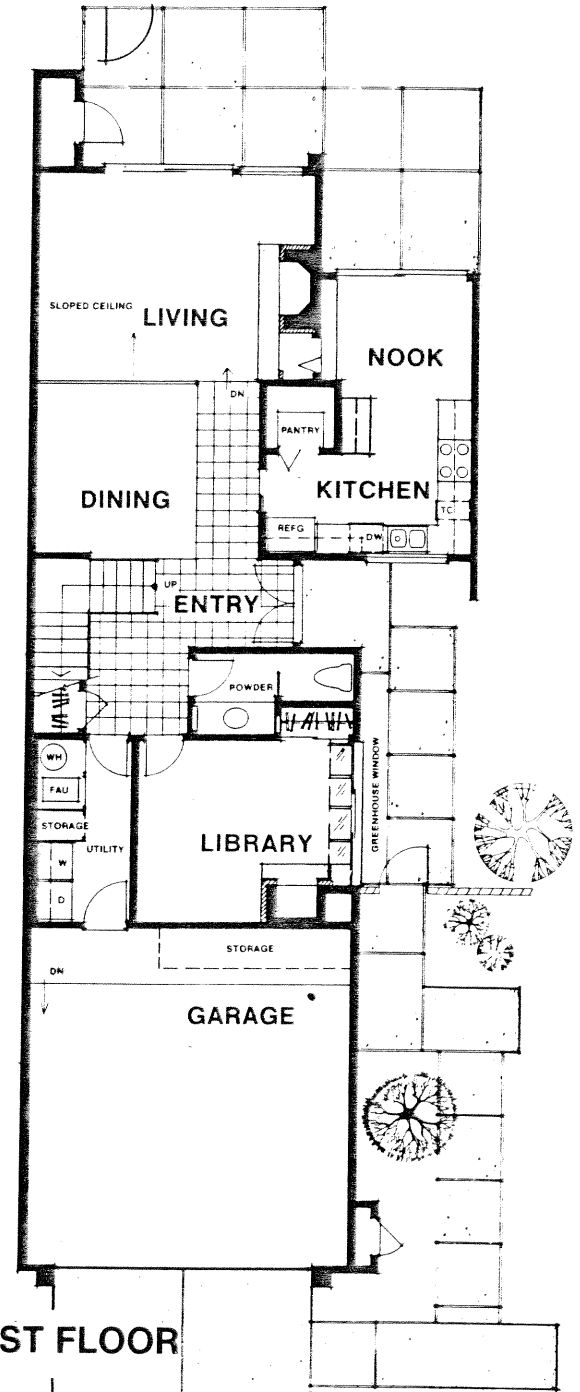 SLOPED CEILING
LIVING
NOOK
DN
PANTRY
DINING
KITCHEN
TC
REFG
DW
UP
ENTRY
POWDER
WH
FAU
STORAGE
UTILITY
W
D
LIBRARY
GREENHOUSE WINDOW
STORAGE
DN
GARAGE
ST FLOOR